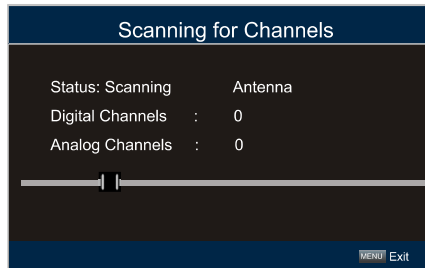 Scanning for Channels
Status: Scanning Antenna
Digital Channels : 0
Analog Channels : 0
MENU Exit